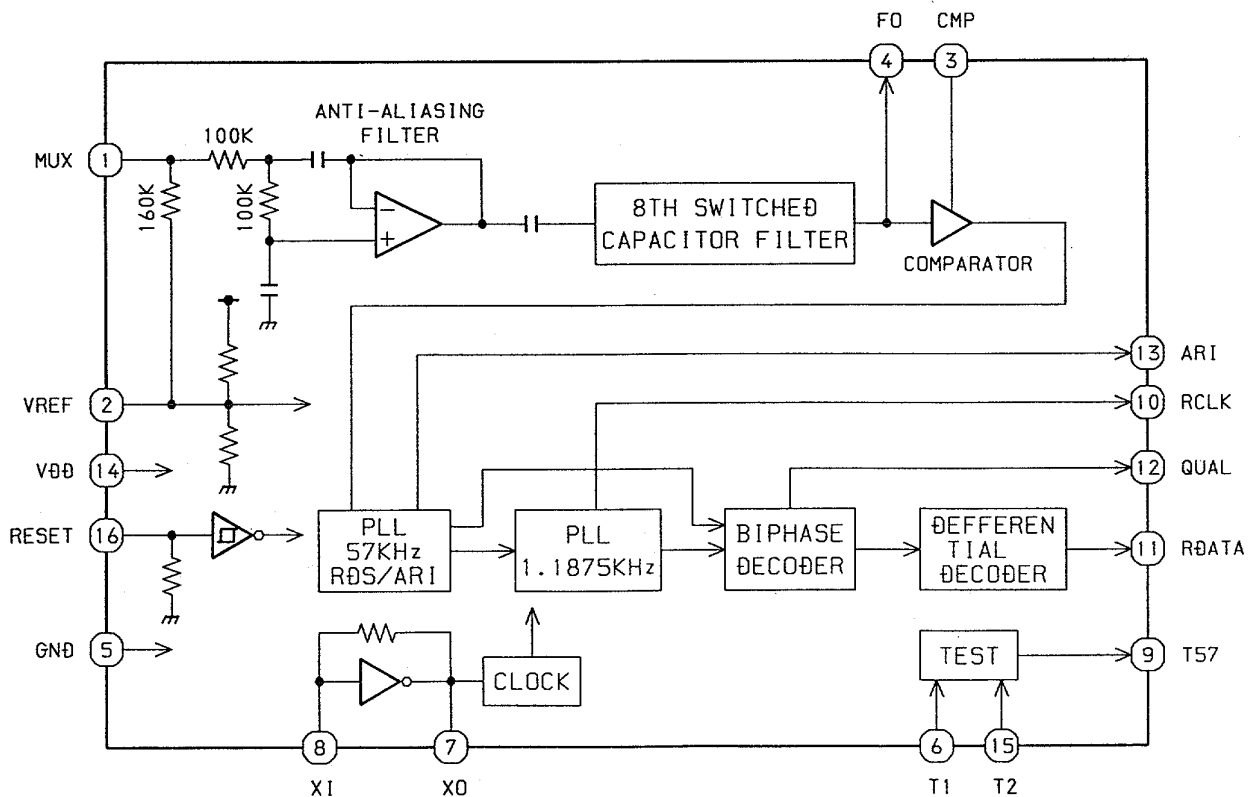 FO CMP
4 3
ANTI-ALIASING
FILTER
MUX 1 100K
160K 100K
8TH SWITCHED
CAPACITOR FILTER
COMPARATOR
13 ARI
VREF 2
10 RCLK
VDD 14
12 QUAL
RESET 16
PLL
57KHz
RDS/ARI
PLL
1.1875KHz
BIPHASE
DECODER
DEFFEREN
TIAL
DECODER
11 RDATA
GND 5
TEST
9 T57
CLOCK
8 7 6 15
XI XO T1 T2